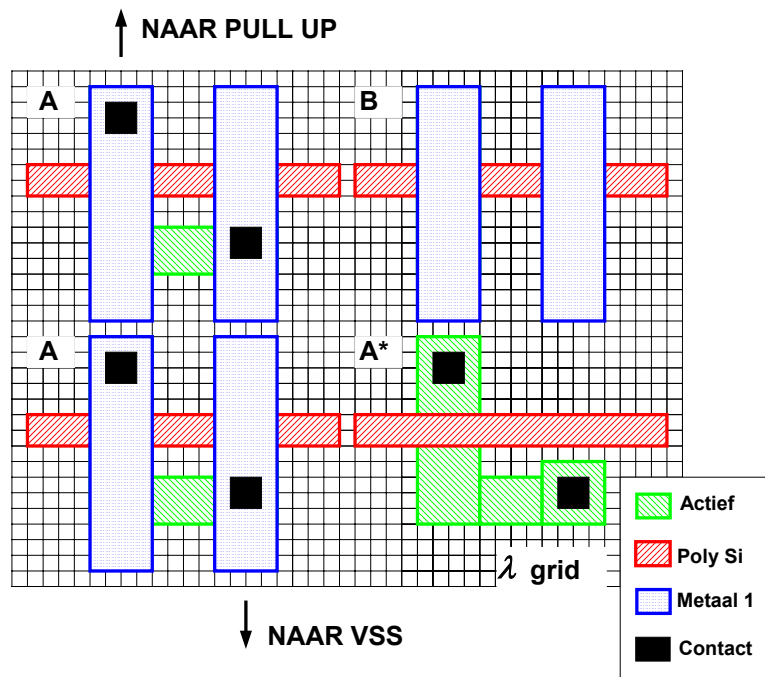 NAAR PULL UP
A B
A A*
λ grid
NAAR VSS
Actief
Poly Si
Metaal 1
Contact